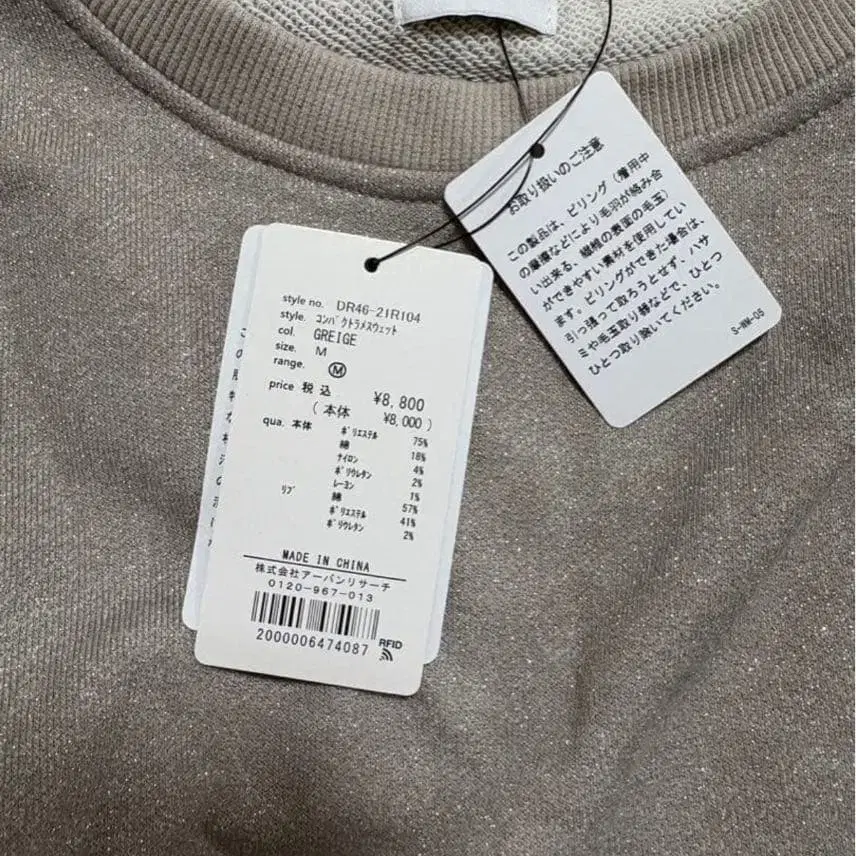 style no. DR46-21R104
style. コンパクトラメスウェット
col. GREIGE
size. M
range. Ⓜ
price 税込 ¥8,800
(本体 ¥8,000)
qua. 本体 ポリエステル 75%
綿 18%
ナイロン 4%
ポリウレタン 2%
レーヨン 1%
リブ 綿 57%
ポリエステル 41%
ポリウレタン 2%
MADE IN CHINA
株式会社アーバンリサーチ
0120-967-013
2000006474087
RFID
お取り扱いのご注意
この製品は、ピリング(着用中
の摩擦などにより毛羽が絡み合
い出来る、繊維の表面の毛玉)
ができやすい素材を使用してい
ます。ピリングができた場合は、
引っ張って取ろうとせず、ハサ
ミや毛玉取り器などで、ひとつ
ひとつ取り除いてください。
S-WW-05